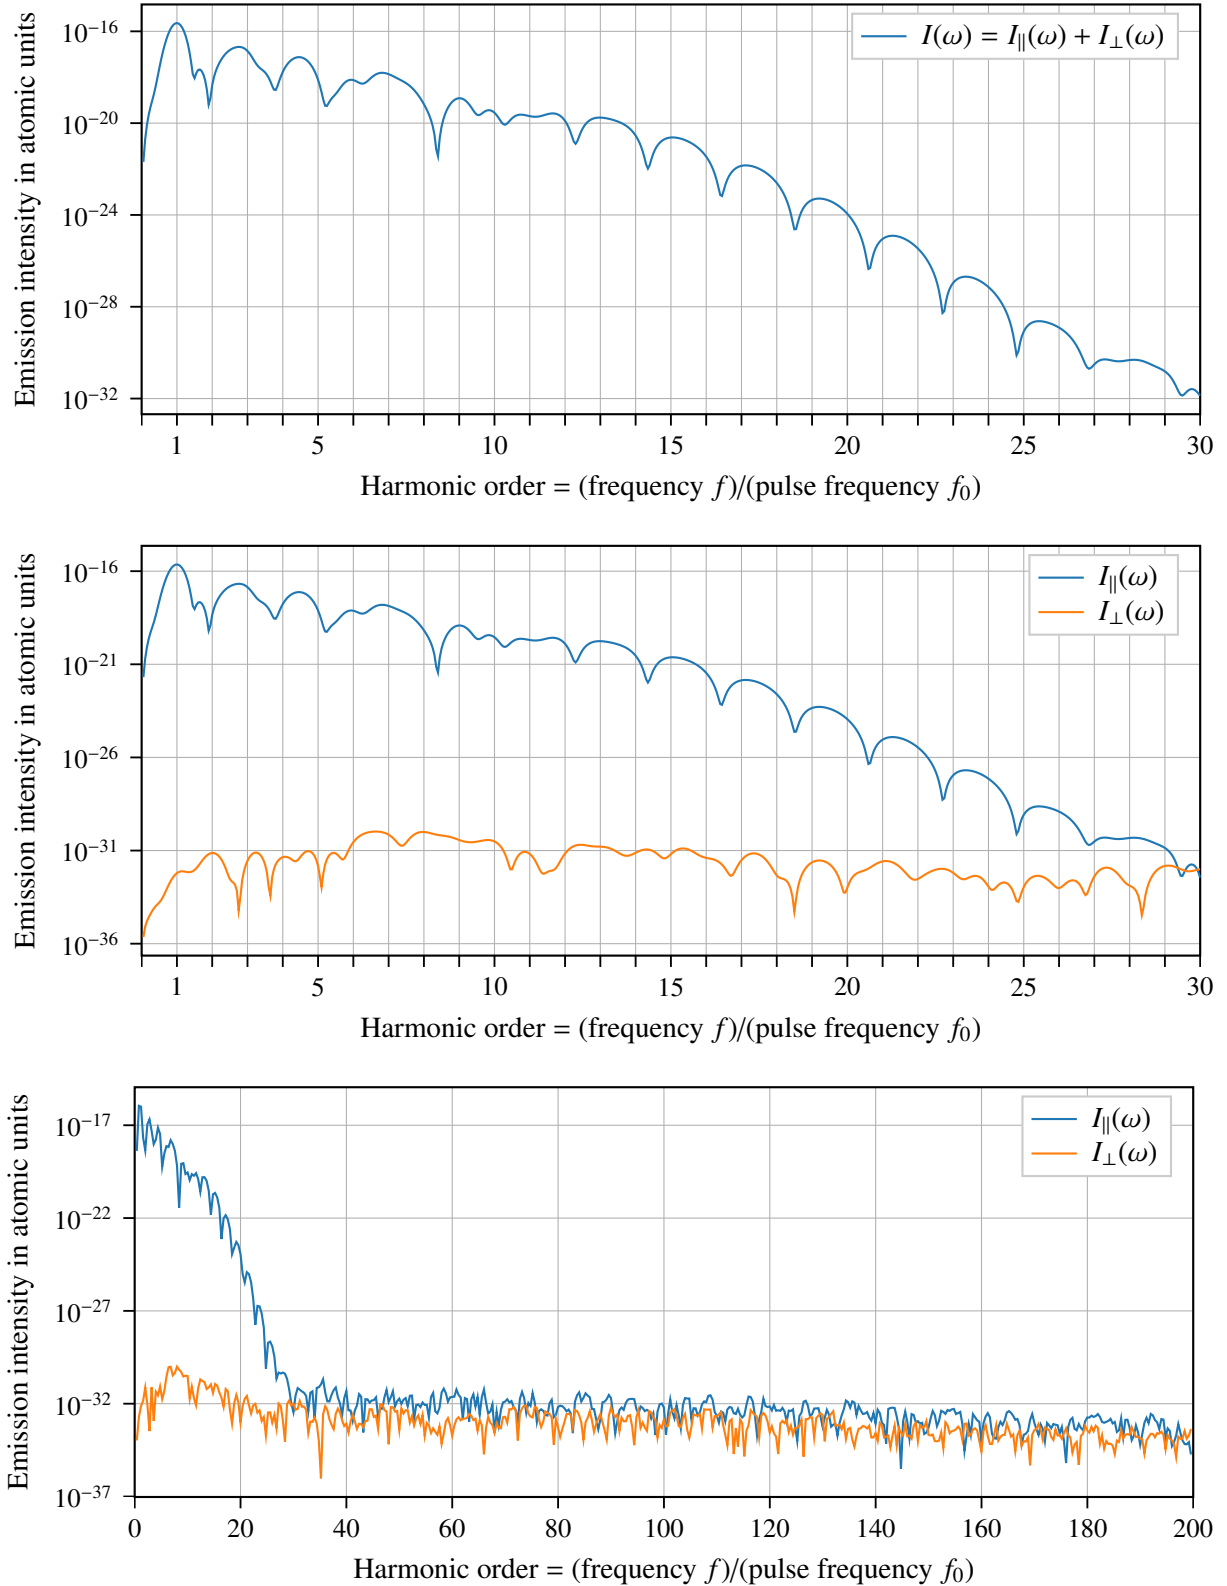 Emission intensity in atomic units
10⁻¹⁶
10⁻²⁰
10⁻²⁴
10⁻²⁸
10⁻³²
I(ω) = I∥(ω) + I⊥(ω)
1 5 10 15 20 25 30
Harmonic order = (frequency f)/(pulse frequency f₀)
Emission intensity in atomic units
10⁻¹⁶
10⁻²¹
10⁻²⁶
10⁻³¹
10⁻³⁶
I∥(ω)
I⊥(ω)
1 5 10 15 20 25 30
Harmonic order = (frequency f)/(pulse frequency f₀)
Emission intensity in atomic units
10⁻¹⁷
10⁻²²
10⁻²⁷
10⁻³²
10⁻³⁷
I∥(ω)
I⊥(ω)
0 20 40 60 80 100 120 140 160 180 200
Harmonic order = (frequency f)/(pulse frequency f₀)